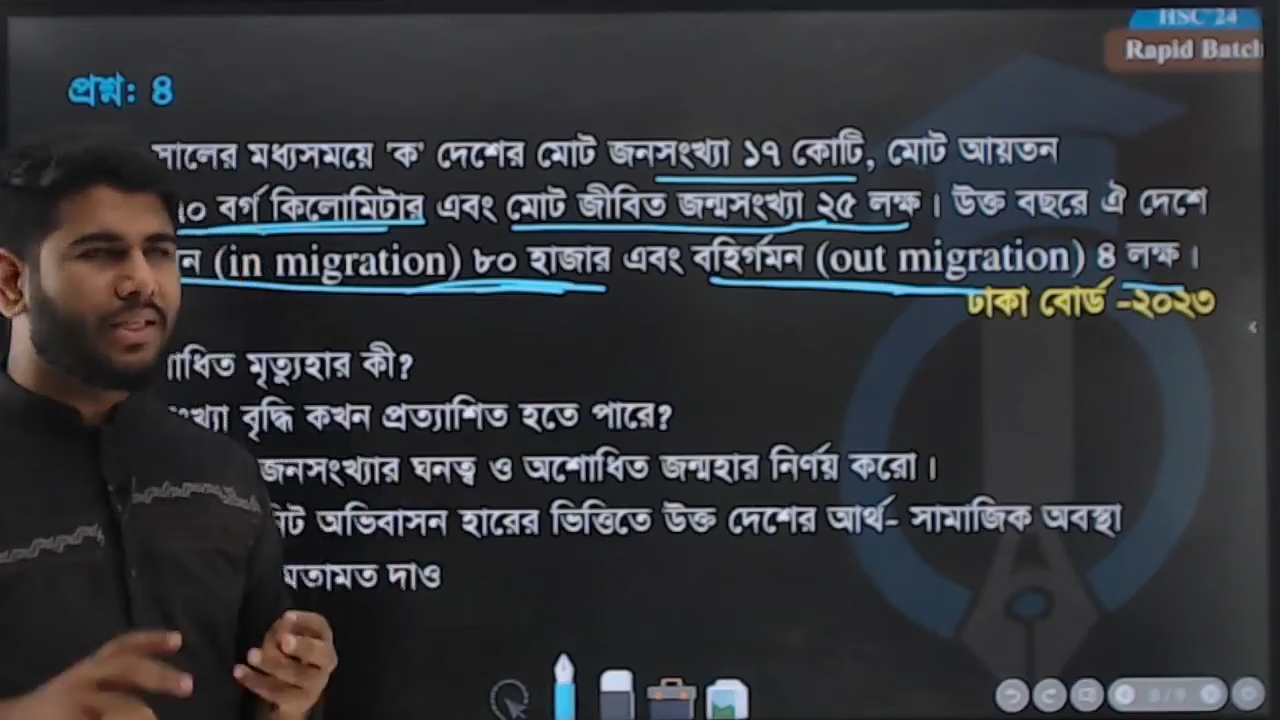 HSC 24
Rapid Batch
প্রশ্ন: ৪
সালের মধ্যসময়ে 'ক' দেশের মোট জনসংখ্যা ১৭ কোটি, মোট আয়তন
বর্গ কিলোমিটার এবং মোট জীবিত জন্মসংখ্যা ২৫ লক্ষ। উক্ত বছরে ঐ দেশে
ন (in migration) ৮০ হাজার এবং বহির্গমন (out migration) ৪ লক্ষ।
ঢাকা বোর্ড -২০২৩
মৃত্যুহার কী?
বৃদ্ধি কখন প্রত্যাশিত হতে পারে?
জনসংখ্যার ঘনত্ব ও অশোধিত জন্মহার নির্ণয় করো।
অভিবাসন হারের ভিত্তিতে উক্ত দেশের আর্থ- সামাজিক অবস্থা
মতামত দাও